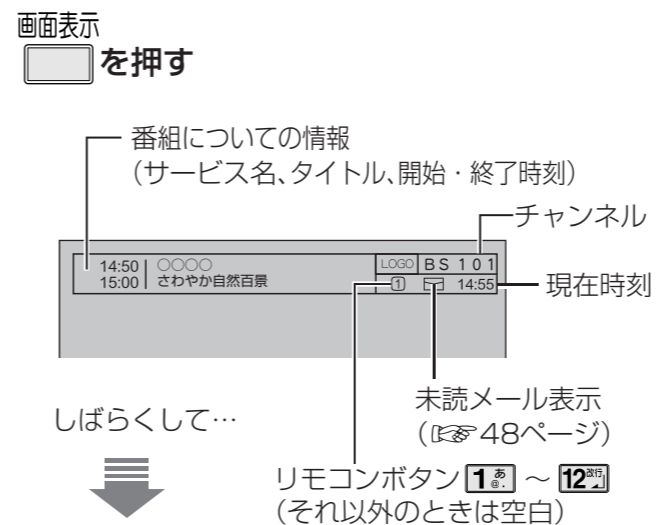 画面表示
を押す
番組についての情報
（サービス名、タイトル、開始・終了時刻）
チャンネル
14:50 ○○○○ LOGO BS 101
15:00 さわやか自然百景 1 14:55
現在時刻
未読メール表示
（☞48ページ）
しばらくして…
リモコンボタン 1 あ @. ～ 12 改行
（それ以外のときは空白）